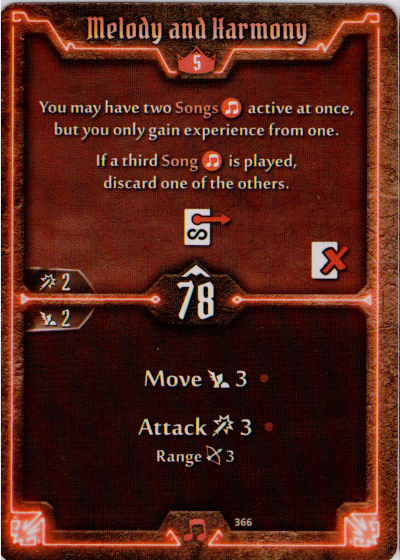 Melody and Harmony
5
You may have two Songs active at once,
but you only gain experience from one.
If a third Song is played,
discard one of the others.
2
78
2
Move 3
Attack 3
Range 3
366